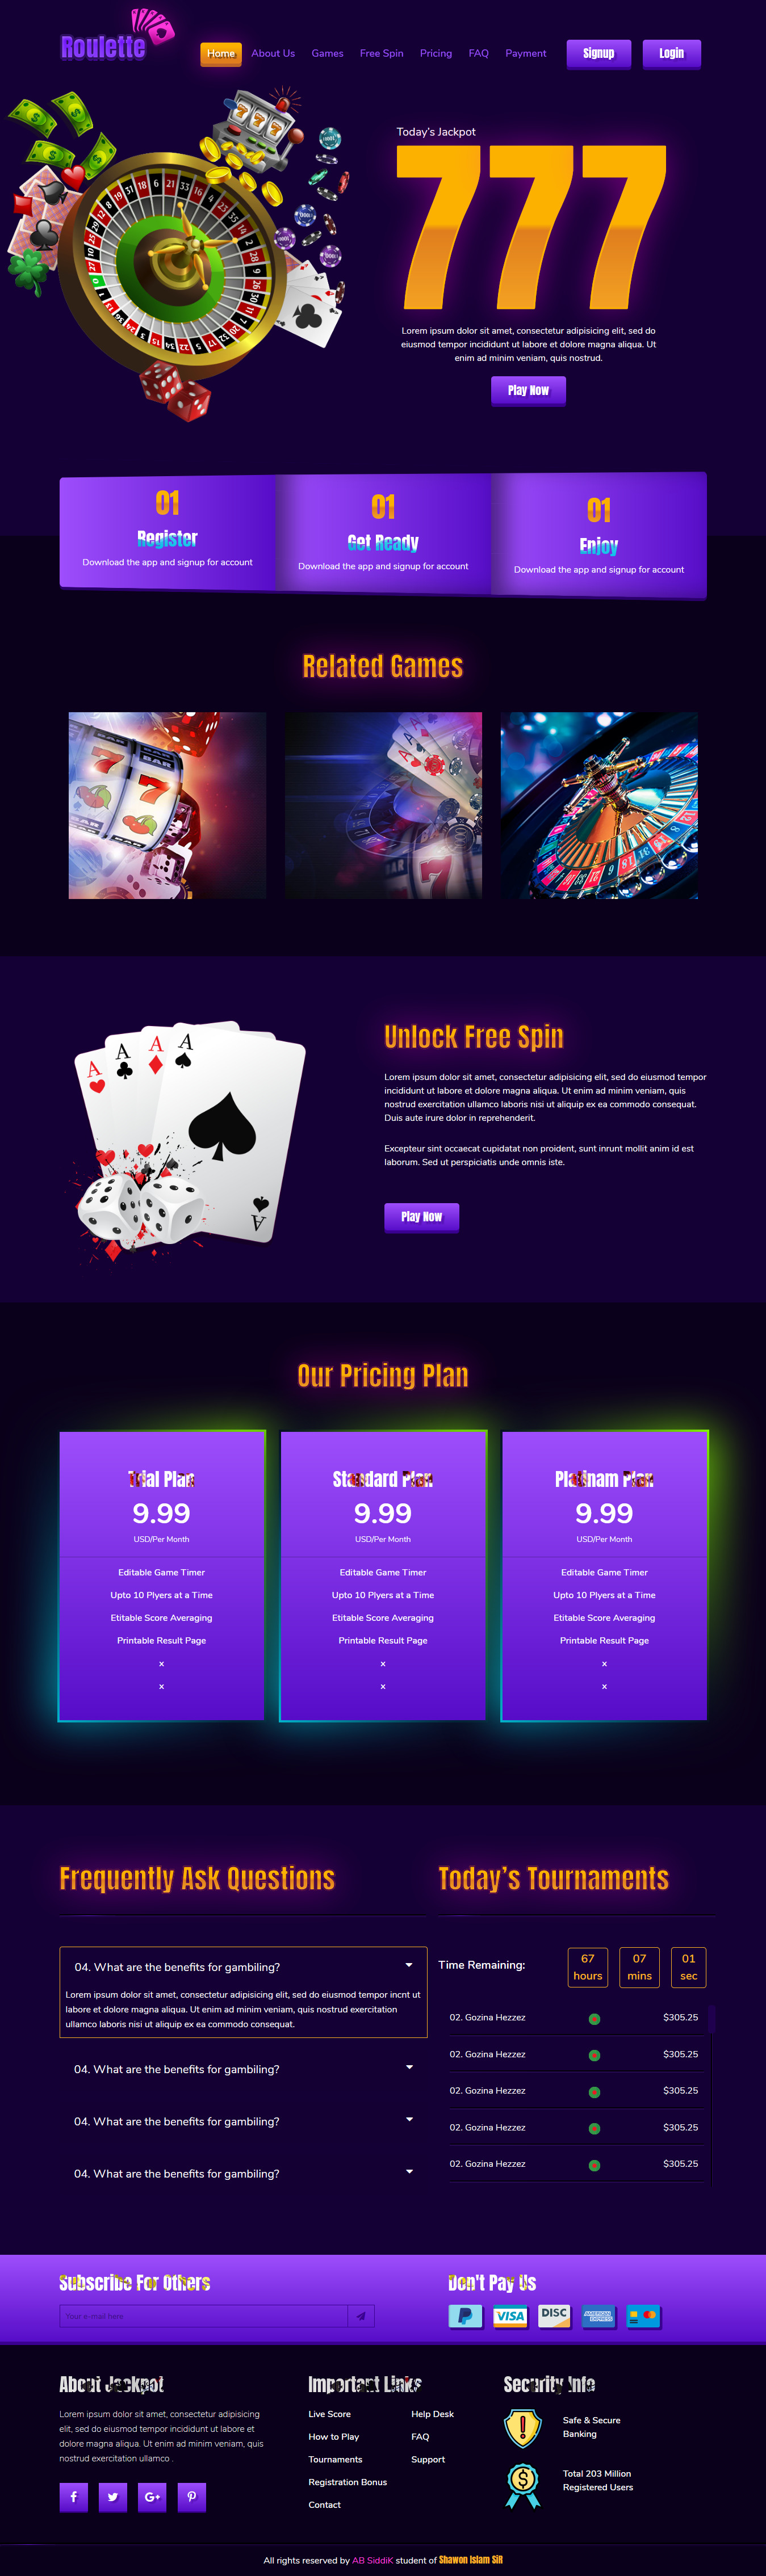 Roulette
Home About Us Games Free Spin Pricing FAQ Payment Signup Login
Today's Jackpot
777
Lorem ipsum dolor sit amet, consectetur adipisicing elit, sed do
eiusmod tempor incididunt ut labore et dolore magna aliqua. Ut
enim ad minim veniam, quis nostrud.
Play Now
01
Register
Download the app and signup for account
01
Get Ready
Download the app and signup for account
01
Enjoy
Download the app and signup for account
Related Games
Unlock Free Spin
Lorem ipsum dolor sit amet, consectetur adipisicing elit, sed do eiusmod tempor
incididunt ut labore et dolore magna aliqua. Ut enim ad minim veniam, quis
nostrud exercitation ullamco laboris nisi ut aliquip ex ea commodo consequat.
Duis aute irure dolor in reprehenderit.
Excepteur sint occaecat cupidatat non proident, sunt inrunt mollit anim id est
laborum. Sed ut perspiciatis unde omnis iste.
Play Now
Our Pricing Plan
Trial Plan
9.99
USD/Per Month
Editable Game Timer
Upto 10 Plyers at a Time
Etitable Score Averaging
Printable Result Page
×
×
Standard Plan
9.99
USD/Per Month
Editable Game Timer
Upto 10 Plyers at a Time
Etitable Score Averaging
Printable Result Page
×
×
Platinam Plan
9.99
USD/Per Month
Editable Game Timer
Upto 10 Plyers at a Time
Etitable Score Averaging
Printable Result Page
×
×
Frequently Ask Questions
04. What are the benefits for gambiling?
Lorem ipsum dolor sit amet, consectetur adipisicing elit, sed do eiusmod tempor incnt ut
labore et dolore magna aliqua. Ut enim ad minim veniam, quis nostrud exercitation
ullamco laboris nisi ut aliquip ex ea commodo consequat.
04. What are the benefits for gambiling?
04. What are the benefits for gambiling?
04. What are the benefits for gambiling?
Today's Tournaments
Time Remaining:
67 hours
07 mins
01 sec
02. Gozina Hezzez $305.25
02. Gozina Hezzez $305.25
02. Gozina Hezzez $305.25
02. Gozina Hezzez $305.25
02. Gozina Hezzez $305.25
Subscribe For Others
Your e-mail here
Don't Pay Us
VISA
DISC
AMERICAN EXPRESS
About Jackpot
Lorem ipsum dolor sit amet, consectetur adipisicing
elit, sed do eiusmod tempor incididunt ut labore et
dolore magna aliqua. Ut enim ad minim veniam, quis
nostrud exercitation ullamco .
Important Links
Live Score
How to Play
Tournaments
Registration Bonus
Contact
Help Desk
FAQ
Support
Security Info
Safe & Secure
Banking
Total 203 Million
Registered Users
All rights reserved by AB SiddiK student of Shawon Islam SiR